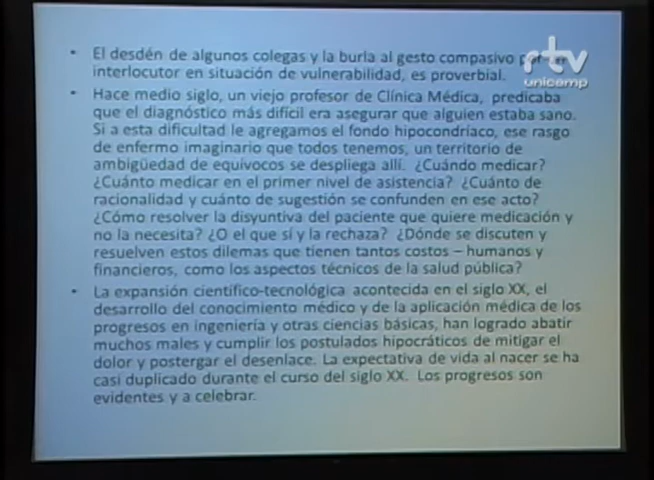 • El desdén de algunos colegas y la burla al gesto compasivo por un
interlocutor en situación de vulnerabilidad, es proverbial.
• Hace medio siglo, un viejo profesor de Clínica Médica, predicaba
que el diagnóstico más difícil era asegurar que alguien estaba sano.
Si a esta dificultad le agregamos el fondo hipocondríaco, ese rasgo
de enfermo imaginario que todos tenemos, un territorio de
ambigüedad de equívocos se despliega allí. ¿Cuándo medicar?
¿Cuánto medicar en el primer nivel de asistencia? ¿Cuánto de
racionalidad y cuánto de sugestión se confunden en ese acto?
¿Cómo resolver la disyuntiva del paciente que quiere medicación y
no la necesita? ¿O el que sí y la rechaza? ¿Dónde se discuten y
resuelven estos dilemas que tienen tantos costos – humanos y
financieros, como los aspectos técnicos de la salud pública?
• La expansión científico-tecnológica acontecida en el siglo XX, el
desarrollo del conocimiento médico y de la aplicación médica de los
progresos en ingeniería y otras ciencias básicas, han logrado abatir
muchos males y cumplir los postulados hipocráticos de mitigar el
dolor y postergar el desenlace. La expectativa de vida al nacer se ha
casi duplicado durante el curso del siglo XX. Los progresos son
evidentes y a celebrar.
rtv
unicamp